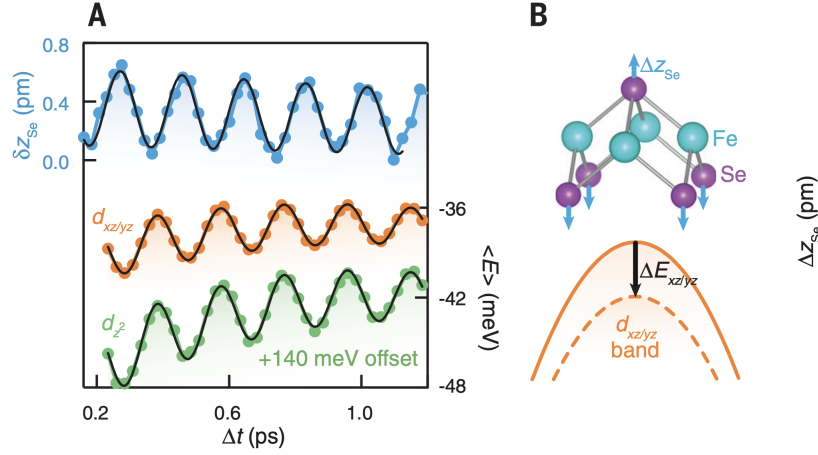 A
B
0.8
0.4
0.0
δz_Se (pm)
d_xz/yz
d_z²
+140 meV offset
-36
-42
-48
<E> (meV)
0.2
0.6
1.0
Δt (ps)
Δz_Se
Fe
Se
ΔE_xz/yz
d_xz/yz
band
Δz_Se (pm)